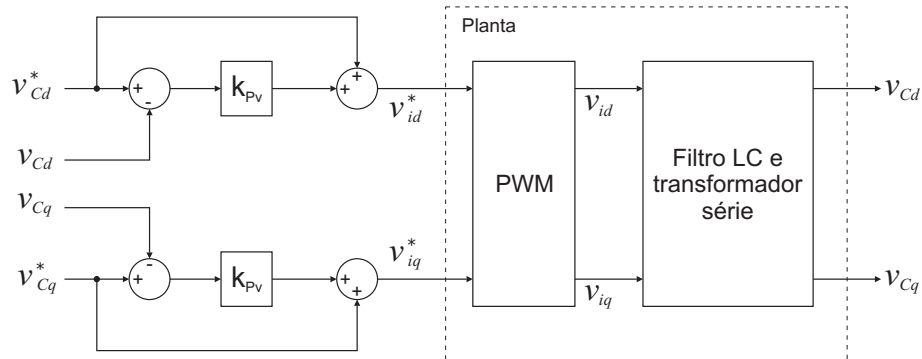 Planta
v*Cd
+
-
kPv
+
+
v*id
vid
vCd
vCd
PWM
Filtro LC e
transformador
série
vCq
v*Cq
+
-
kPv
+
+
v*iq
viq
vCq